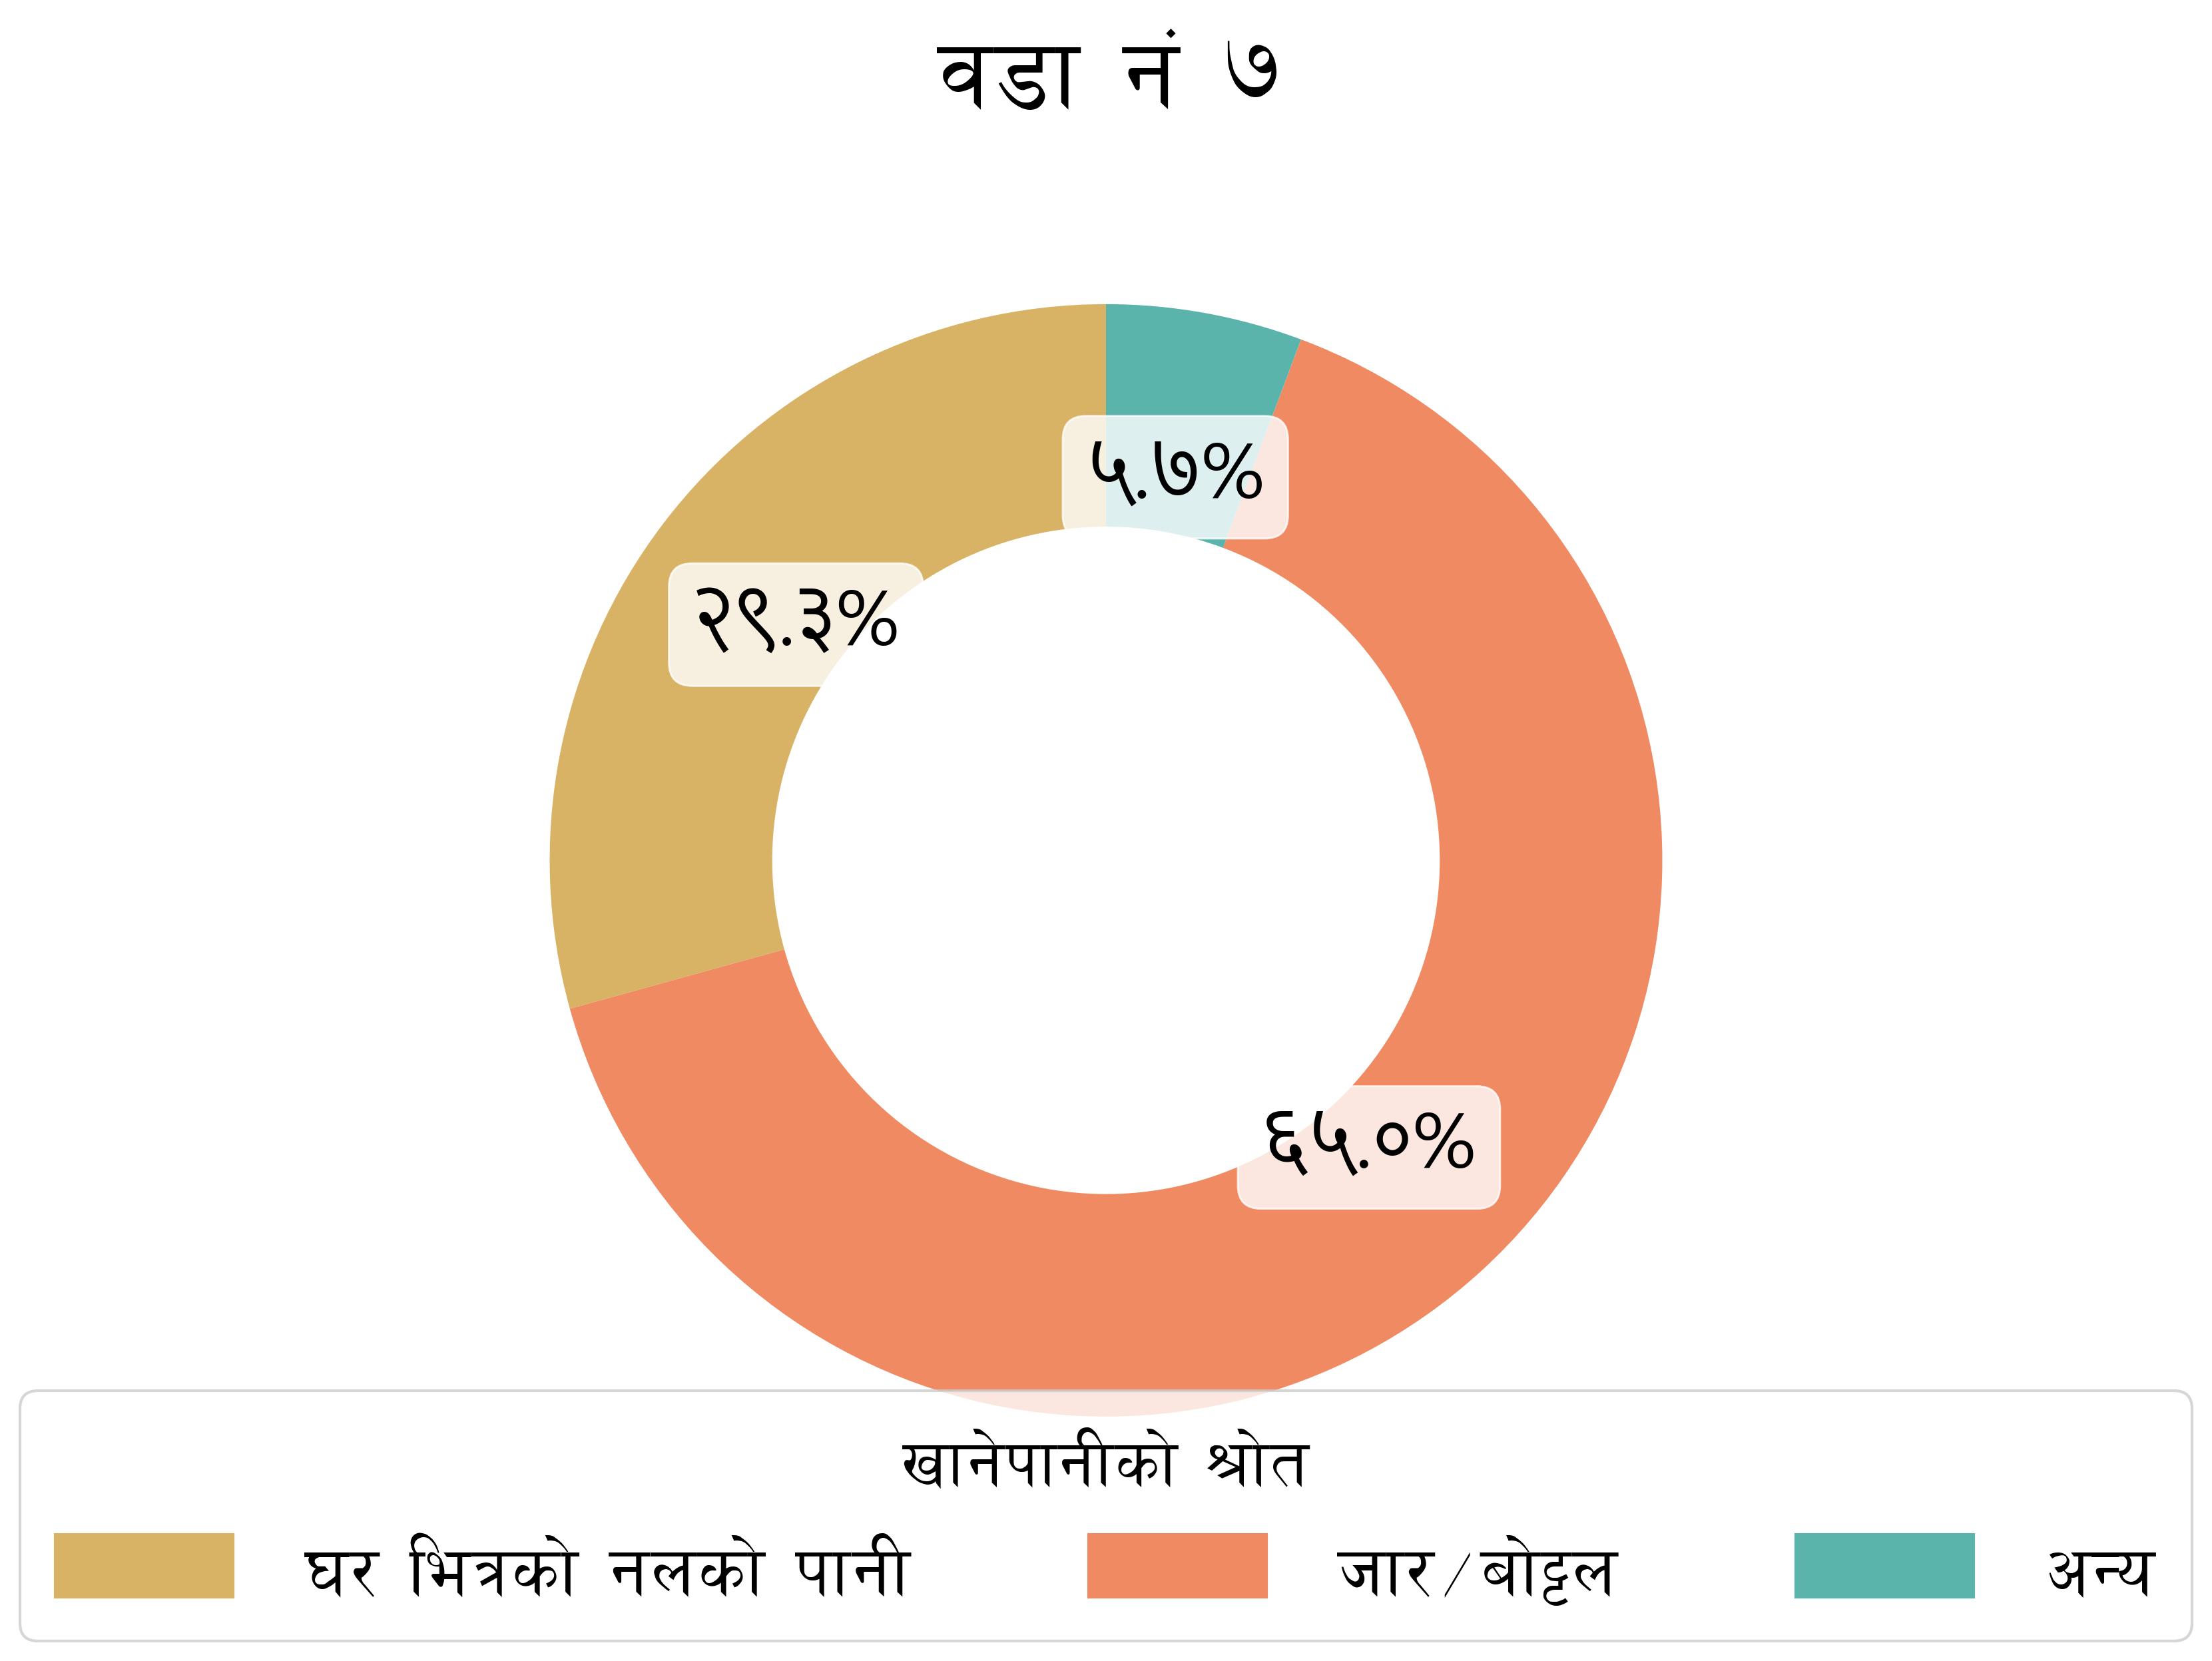 वडा नं ७
५.७%
२९.३%
६५.०%
खानेपानीको श्रोत
घर भित्रको नलको पानी जार/बोट्टल अन्य